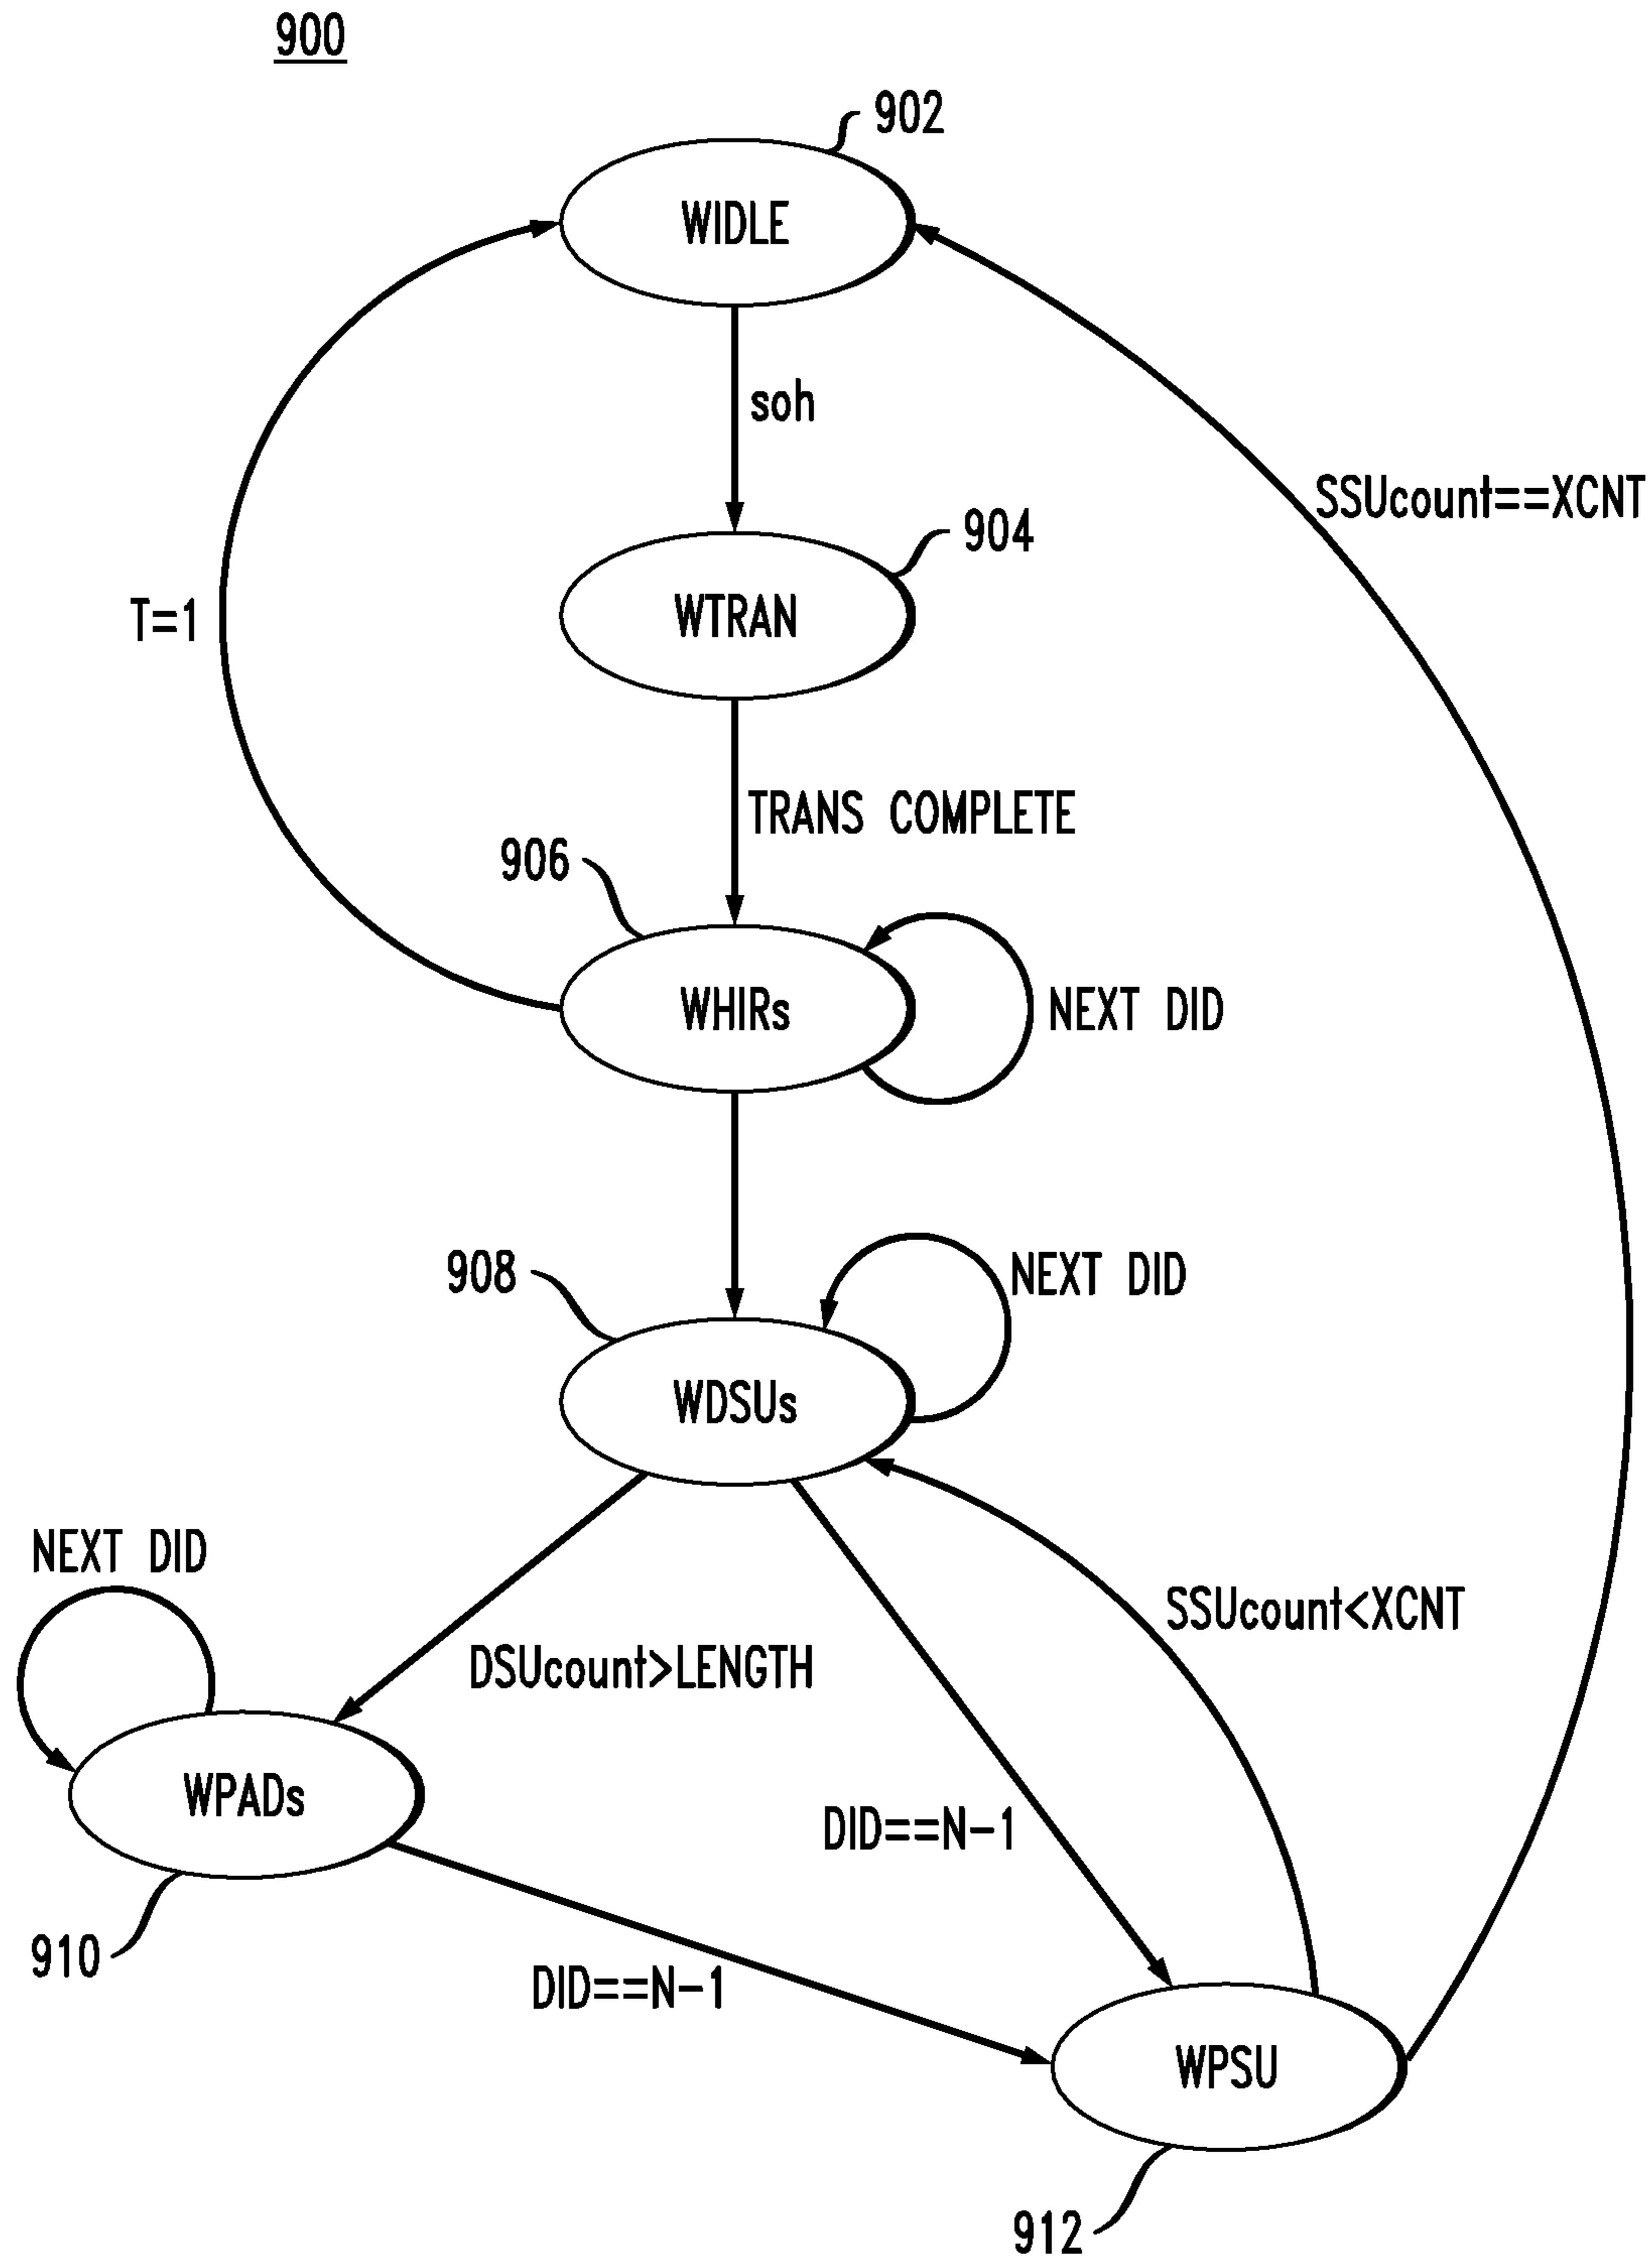 900
902
WIDLE
soh
SSUcount==XCNT
904
WTRAN
T=1
TRANS COMPLETE
906
WHIRs
NEXT DID
908
NEXT DID
WDSUs
NEXT DID
SSUcount<XCNT
DSUcount>LENGTH
WPADs
DID==N-1
910
DID==N-1
WPSU
912